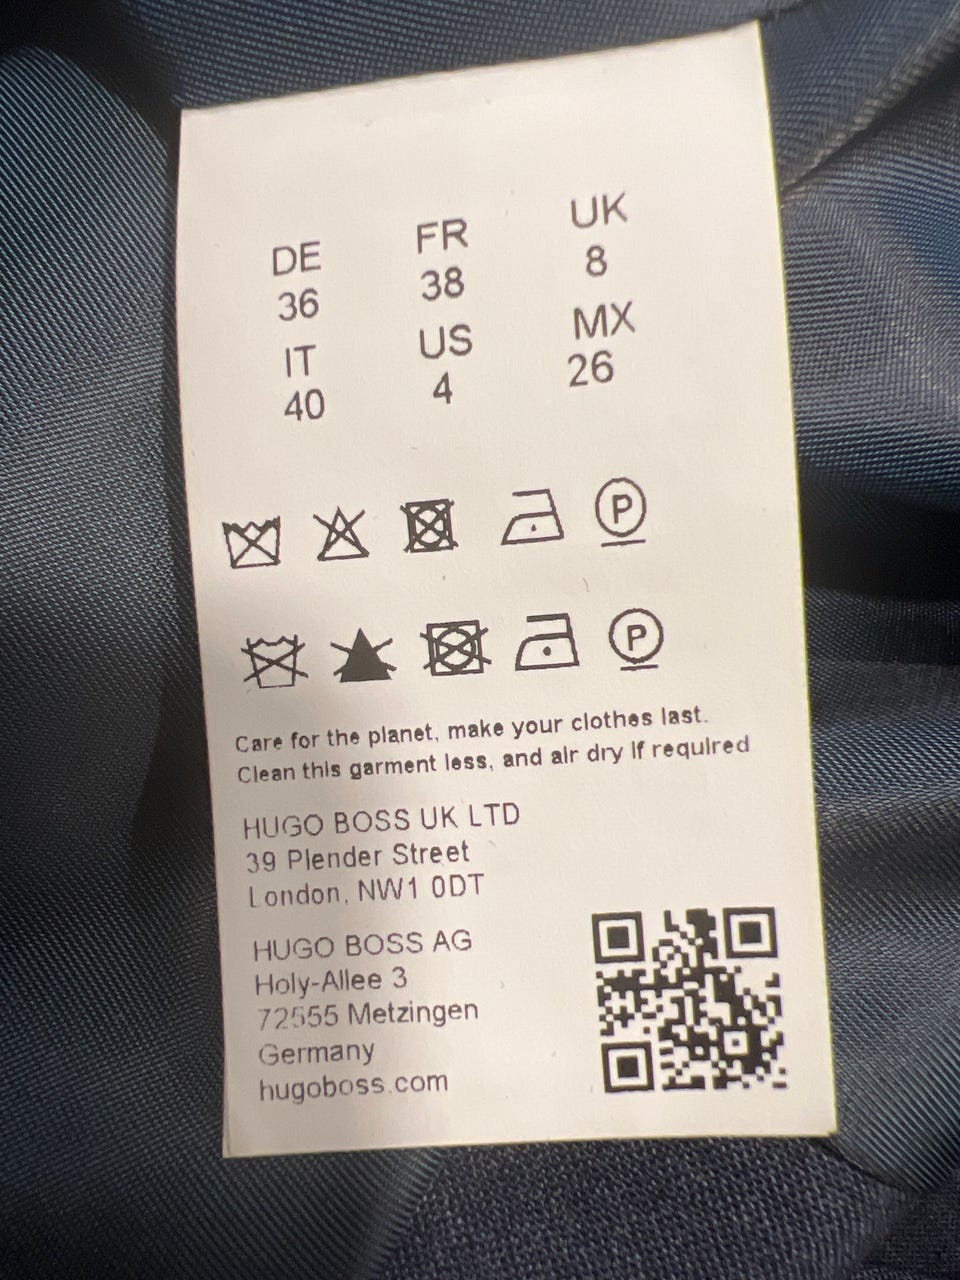 DE FR UK
36 38 8
IT US MX
40 4 26
P
P
Care for the planet, make your clothes last.
Clean this garment less, and air dry if required
HUGO BOSS UK LTD
39 Plender Street
London, NW1 0DT
HUGO BOSS AG
Holy-Allee 3
72555 Metzingen
Germany
hugoboss.com